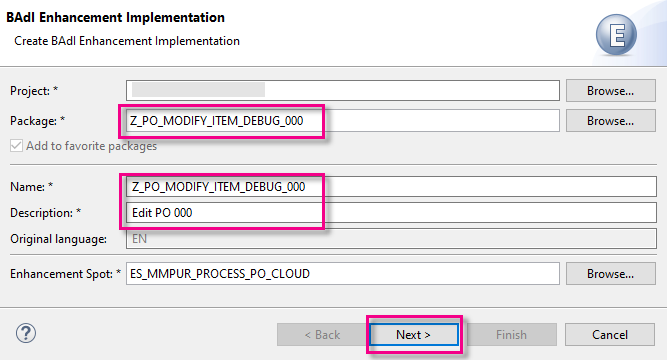 BAdI Enhancement Implementation
Create BAdI Enhancement Implementation
E
Project: *
Browse...
Package: * Z_PO_MODIFY_ITEM_DEBUG_000 Browse...
Add to favorite packages
Name: * Z_PO_MODIFY_ITEM_DEBUG_000
Description: * Edit PO 000
Original language: EN
Enhancement Spot: * ES_MMPUR_PROCESS_PO_CLOUD Browse...
? < Back Next > Finish Cancel